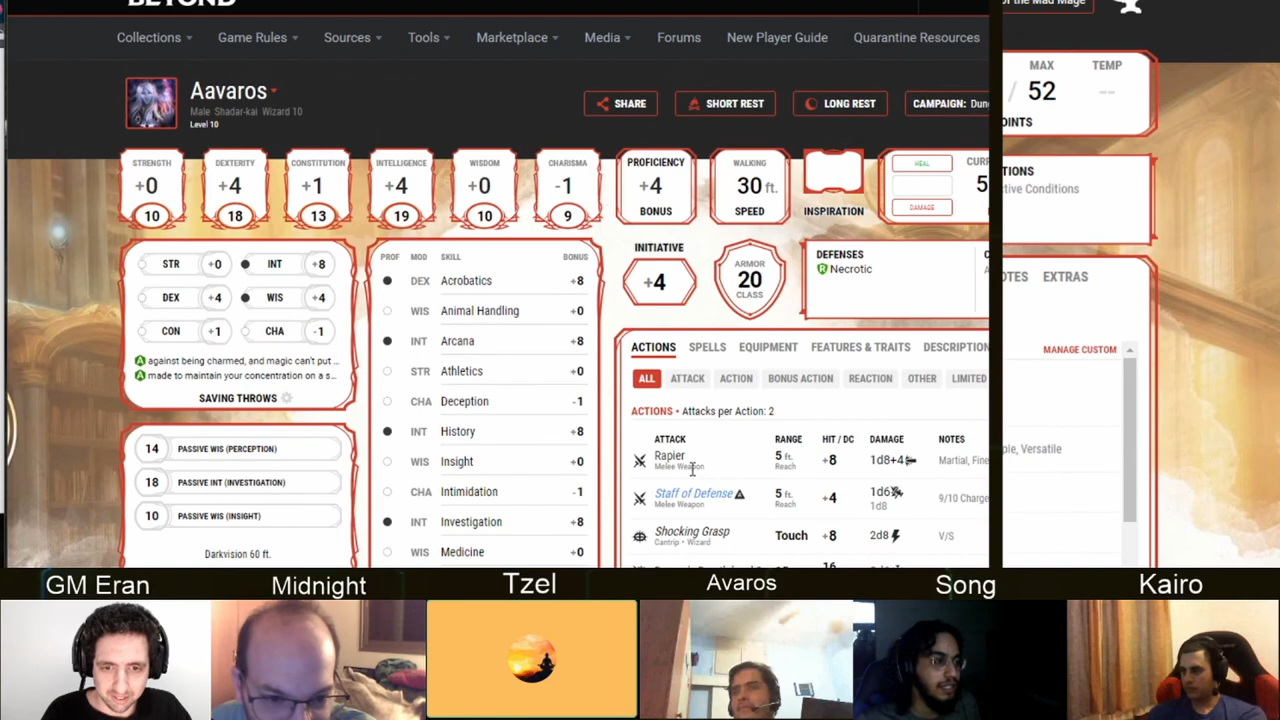 BEYOND
of the Mad Mage
Collections
Game Rules
Sources
Tools
Marketplace
Media
Forums
New Player Guide
Quarantine Resources
Aavaros
Male Shadar-kai Wizard 10
Level 10
SHARE
SHORT REST
LONG REST
CAMPAIGN:
MAX
TEMP
/ 52
--
STRENGTH
+0
10
DEXTERITY
+4
18
CONSTITUTION
+1
13
INTELLIGENCE
+4
19
WISDOM
+0
10
CHARISMA
-1
9
PROFICIENCY
+4
BONUS
WALKING
30 ft.
SPEED
INSPIRATION
HEAL
DAMAGE
STR +0
INT +8
DEX +4
WIS +4
CON +1
CHA -1
against being charmed, and magic can't put ...
made to maintain your concentration on a s...
SAVING THROWS
14 PASSIVE WIS (PERCEPTION)
18 PASSIVE INT (INVESTIGATION)
10 PASSIVE WIS (INSIGHT)
Darkvision 60 ft.
PROF MOD SKILL BONUS
DEX Acrobatics +8
WIS Animal Handling +0
INT Arcana +8
STR Athletics +0
CHA Deception -1
INT History +8
WIS Insight +0
CHA Intimidation -1
INT Investigation +8
WIS Medicine +0
INITIATIVE
+4
ARMOR
20
CLASS
DEFENSES
Necrotic
ACTIONS
SPELLS
EQUIPMENT
FEATURES & TRAITS
DESCRIPTION
EXTRAS
ALL
ATTACK
ACTION
BONUS ACTION
REACTION
OTHER
LIMITED
MANAGE CUSTOM
ACTIONS • Attacks per Action: 2
ATTACK RANGE HIT / DC DAMAGE NOTES
Rapier 5 ft. +8 1d8+4 Martial,
Melee Weapon Reach
Versatile
Staff of Defense 5 ft. +4 1d6 9/10
Melee Weapon Reach 1d8
Shocking Grasp Touch +8 2d8 V/S
Cantrip • Wizard
16
GM Eran
Midnight
Tzel
Avaros
Song
Kairo